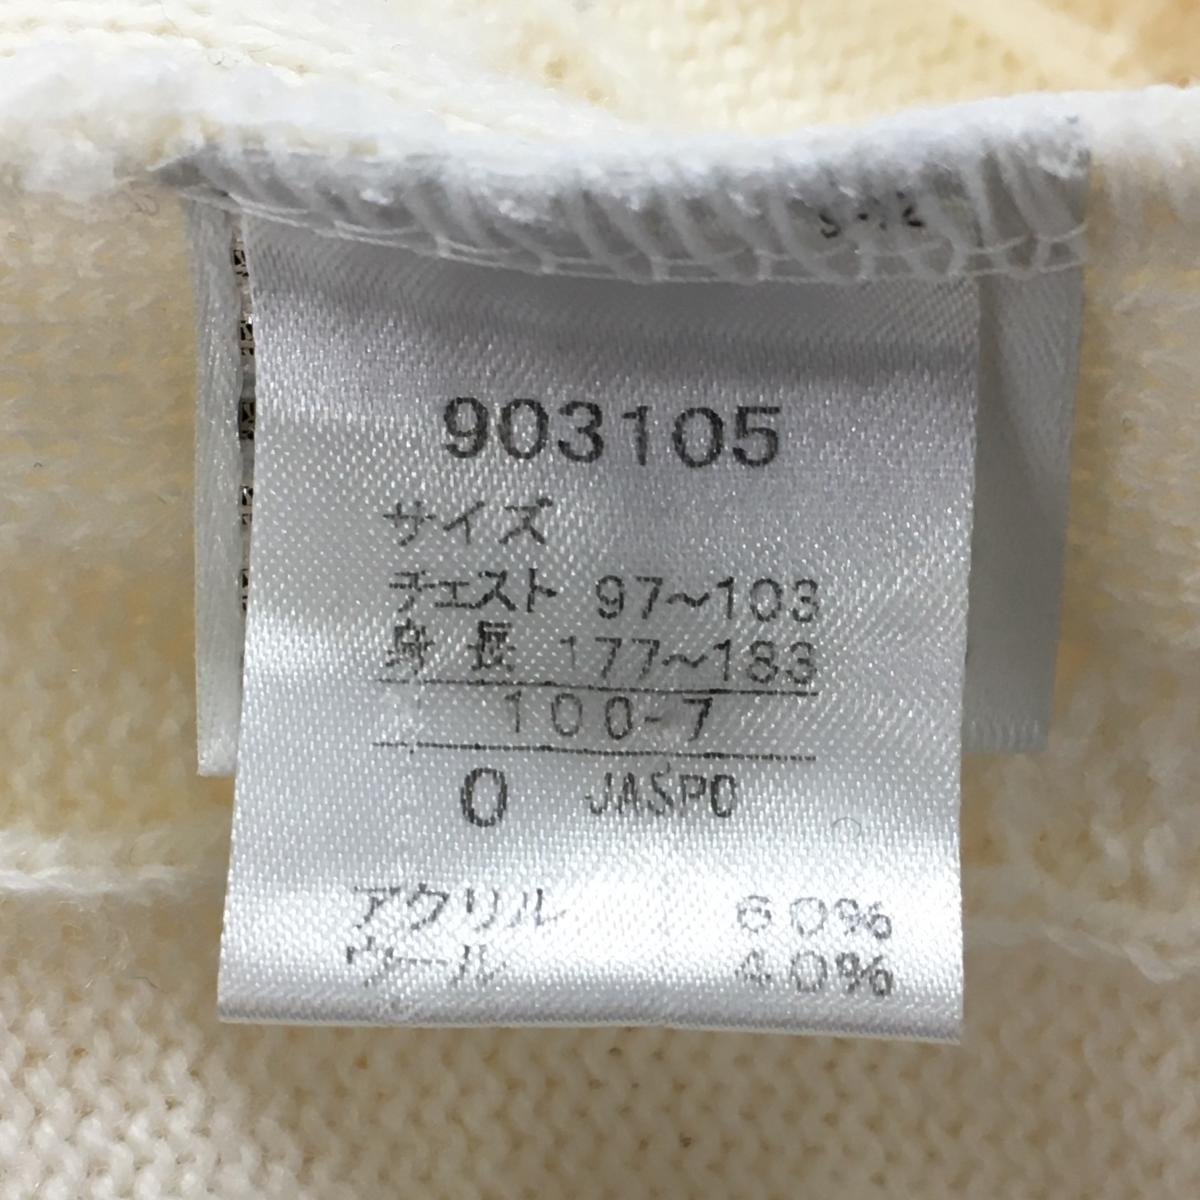 903105
サイズ
チェスト 97~103
身長 177~183
100-7
O JASPO
アクリル 60%
ウール 40%